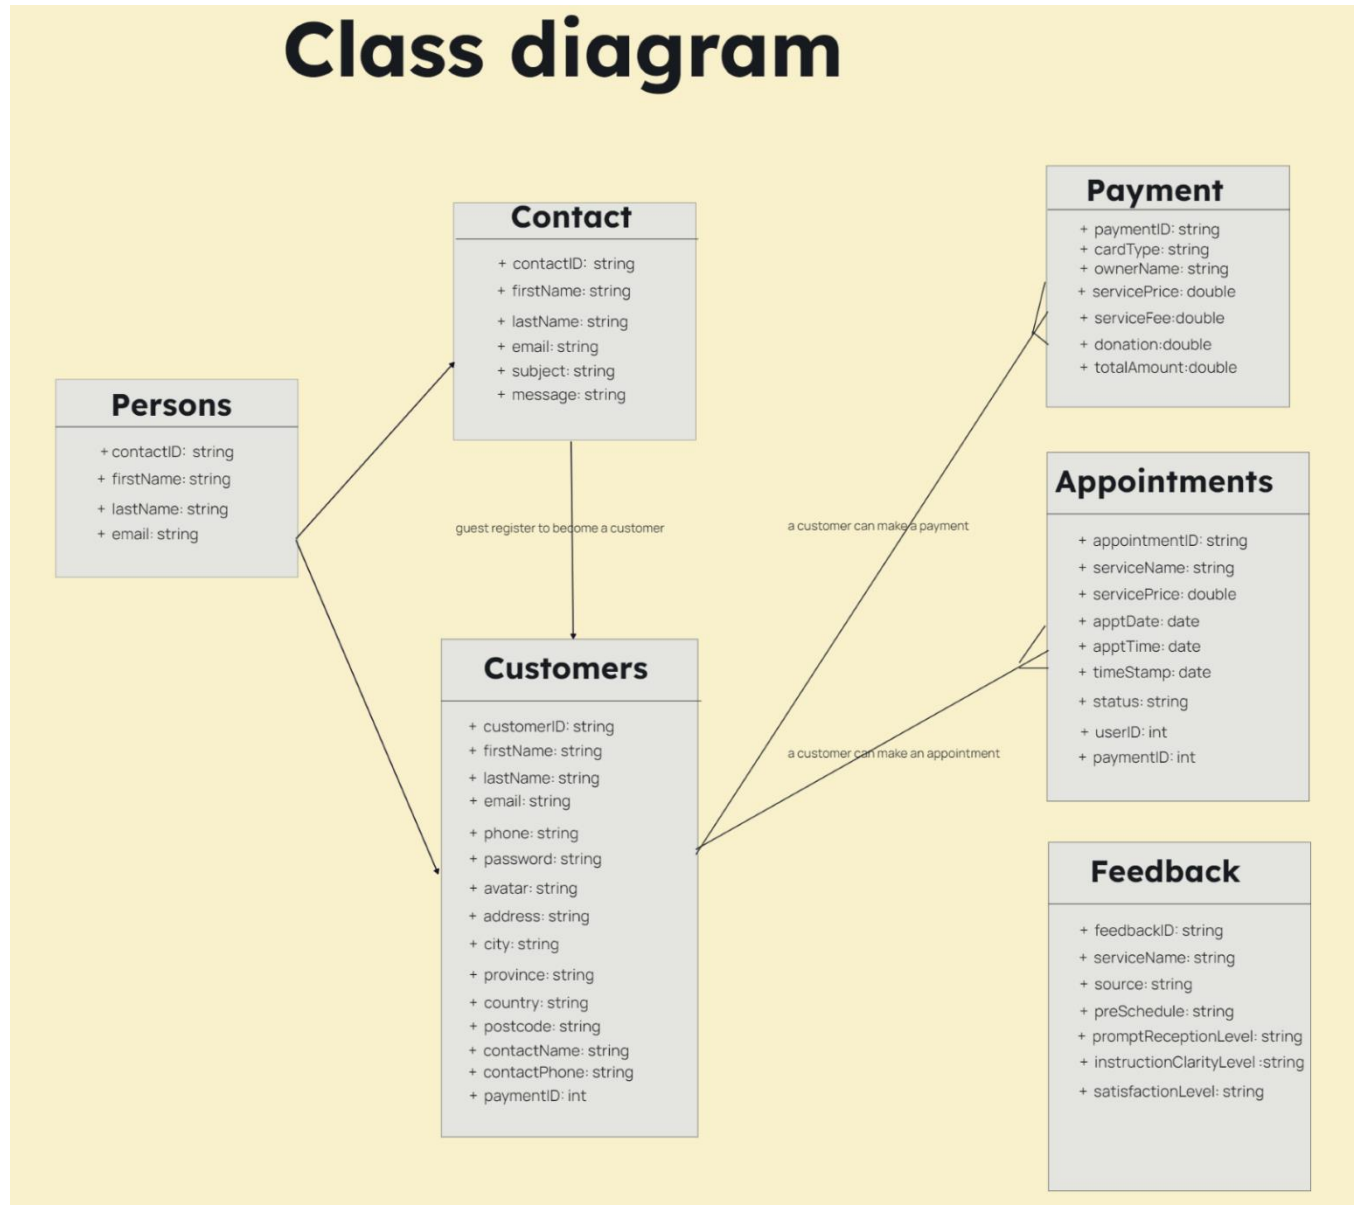 Class diagram
Persons
+ contactID: string
+ firstName: string
+ lastName: string
+ email: string
Contact
+ contactID: string
+ firstName: string
+ lastName: string
+ email: string
+ subject: string
+ message: string
guest register to become a customer
Customers
+ customerID: string
+ firstName: string
+ lastName: string
+ email: string
+ phone: string
+ password: string
+ avatar: string
+ address: string
+ city: string
+ province: string
+ country: string
+ postcode: string
+ contactName: string
+ contactPhone: string
+ paymentID: int
a customer can make a payment
a customer can make an appointment
Payment
+ paymentID: string
+ cardType: string
+ ownerName: string
+ servicePrice: double
+ serviceFee:double
+ donation:double
+ totalAmount:double
Appointments
+ appointmentID: string
+ serviceName: string
+ servicePrice: double
+ apptDate: date
+ apptTime: date
+ timeStamp: date
+ status: string
+ userID: int
+ paymentID: int
Feedback
+ feedbackID: string
+ serviceName: string
+ source: string
+ preSchedule: string
+ promptReceptionLevel: string
+ instructionClarityLevel :string
+ satisfactionLevel: string